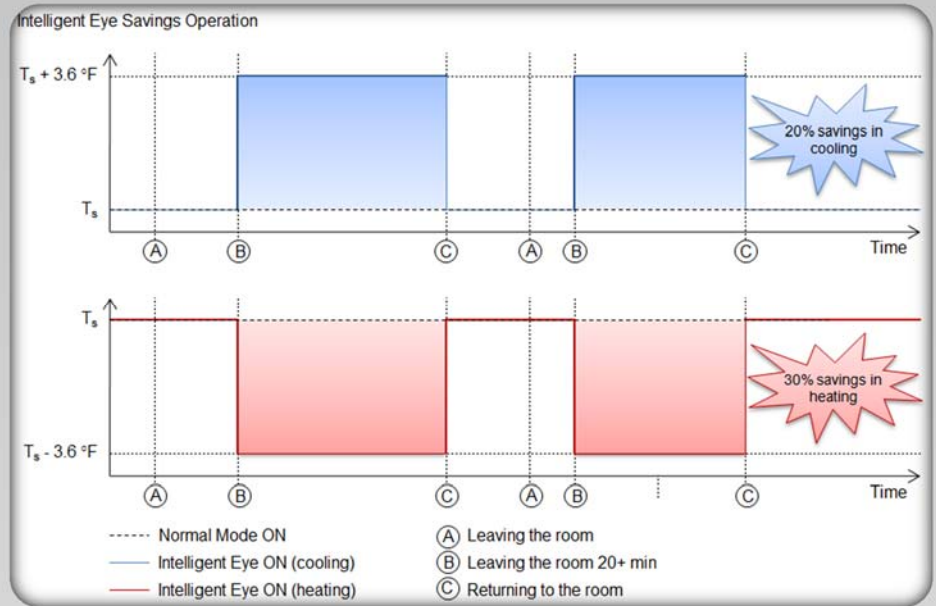 Intelligent Eye Savings Operation
Ts + 3.6 °F
20% savings in
cooling
Ts
A B C A B C Time
Ts
30% savings in
heating
Ts - 3.6 °F
A B C A B C Time
Normal Mode ON
A Leaving the room
Intelligent Eye ON (cooling)
B Leaving the room 20+ min
Intelligent Eye ON (heating)
C Returning to the room